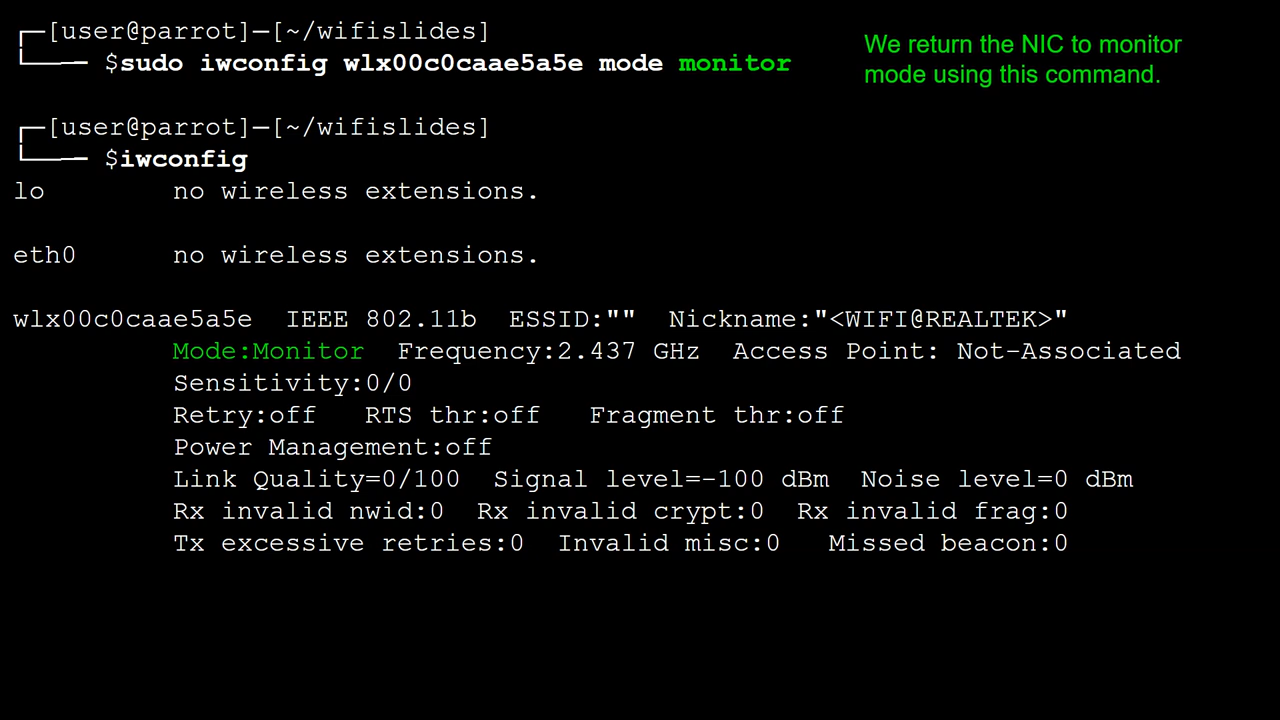 ┌─[user@parrot]─[~/wifislides]
└──╼ $sudo iwconfig wlx00c0caae5a5e mode monitor
We return the NIC to monitor
mode using this command.
┌─[user@parrot]─[~/wifislides]
└──╼ $iwconfig
lo        no wireless extensions.
eth0      no wireless extensions.
wlx00c0caae5a5e  IEEE 802.11b  ESSID:""  Nickname:"<WIFI@REALTEK>"
Mode:Monitor  Frequency:2.437 GHz  Access Point: Not-Associated
Sensitivity:0/0
Retry:off   RTS thr:off   Fragment thr:off
Power Management:off
Link Quality=0/100  Signal level=-100 dBm  Noise level=0 dBm
Rx invalid nwid:0  Rx invalid crypt:0  Rx invalid frag:0
Tx excessive retries:0  Invalid misc:0   Missed beacon:0